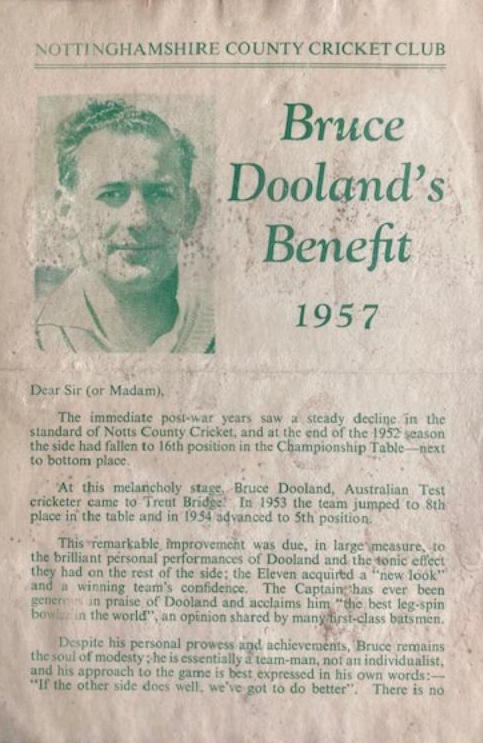 NOTTINGHAMSHIRE COUNTY CRICKET CLUB
Bruce
Dooland's
Benefit
1957
Dear Sir (or Madam),
The immediate post-war years saw a steady decline in the
standard of Notts County Cricket, and at the end of the 1952 season
the side had fallen to 16th position in the Championship Table—next
to bottom place.
At this melancholy stage, Bruce Dooland, Australian Test
cricketer came to Trent Bridge. In 1953 the team jumped to 8th
place in the table and in 1954 advanced to 5th position.
This remarkable improvement was due, in large measure, to
the brilliant personal performances of Dooland and the tonic effect
they had on the rest of the side; the Eleven acquired a "new look"
and a winning team's confidence. The Captain has ever been
generous in praise of Dooland and acclaims him "the best leg-spin
bowler in the world", an opinion shared by many first-class batsmen.
Despite his personal prowess and achievements, Bruce remains
the soul of modesty; he is essentially a team-man, not an individualist,
and his approach to the game is best expressed in his own words:—
"If the other side does well, we've got to do better". There is no